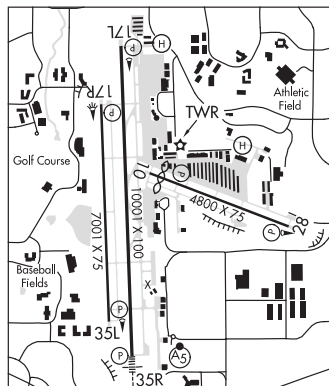 17L
P
H
17R
P
TWR
Athletic
Field
H
Golf Course
10
P
4800 X 75
28
P
7001 X 75
10001 X 100
Baseball
Fields
X
P
35L
P
P
A5
35R